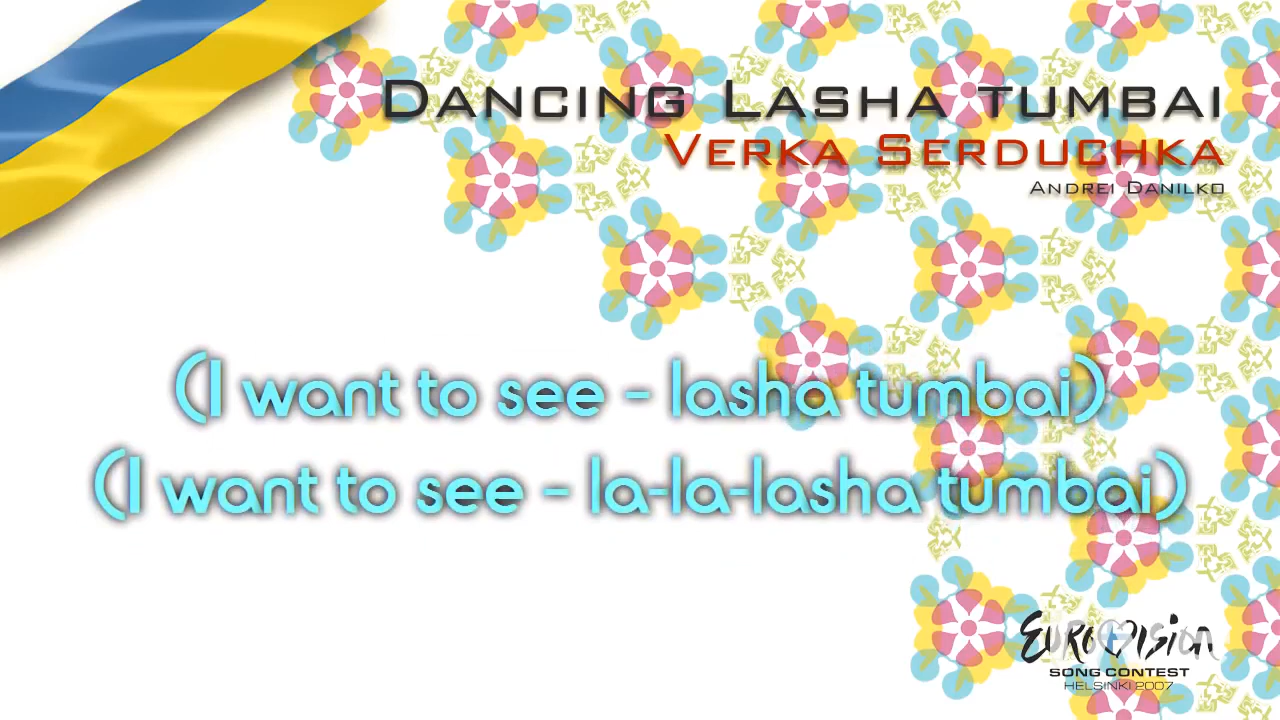 Dancing Lasha tumbai
Verka Serduchka
Andrei Danilko
(I want to see - lasha tumbai)
(I want to see - la-la-lasha tumbai)
Eurovision
SONG CONTEST
HELSINKI 2007